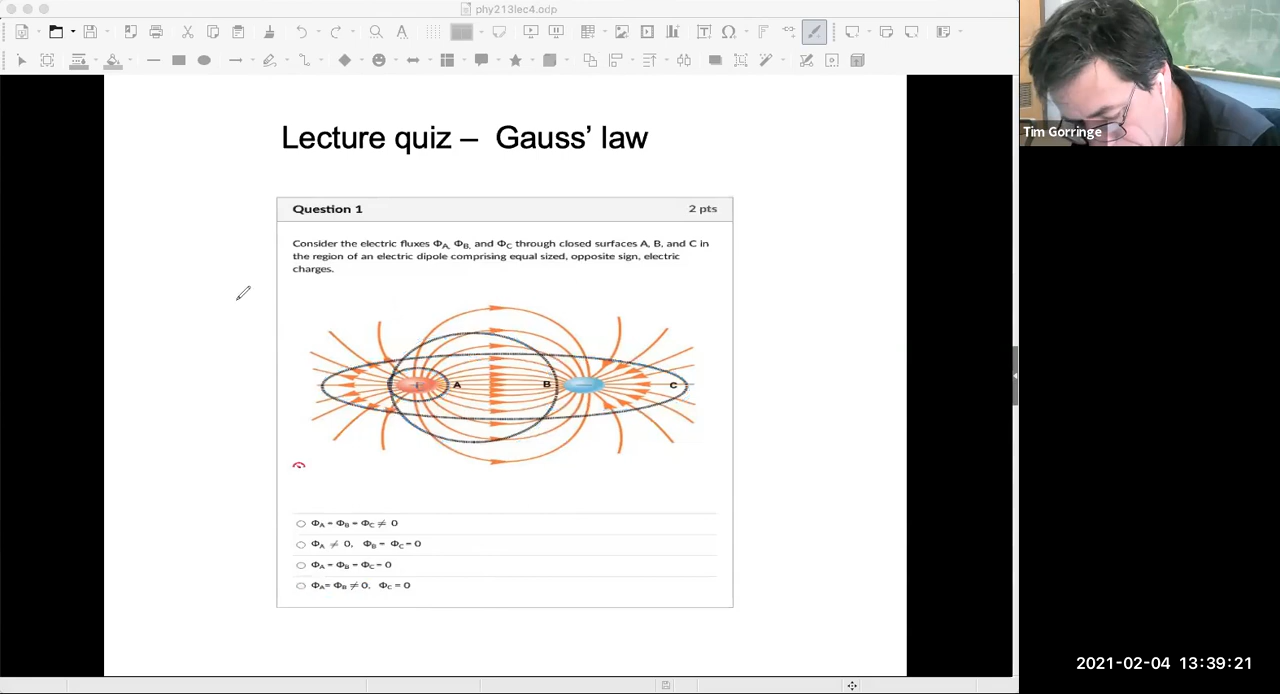 phy213lec4.odp
Tim Gorringe
Lecture quiz – Gauss’ law
Question 1
2 pts
Consider the electric fluxes ΦA, ΦB, and ΦC through closed surfaces A, B, and C in
the region of an electric dipole comprising equal sized, opposite sign, electric
charges.
+ A B – C
ΦA = ΦB = ΦC ≠ 0
ΦA ≠ 0, ΦB = ΦC = 0
ΦA = ΦB = ΦC = 0
ΦA= ΦB ≠ 0, ΦC = 0
2021-02-04 13:39:21